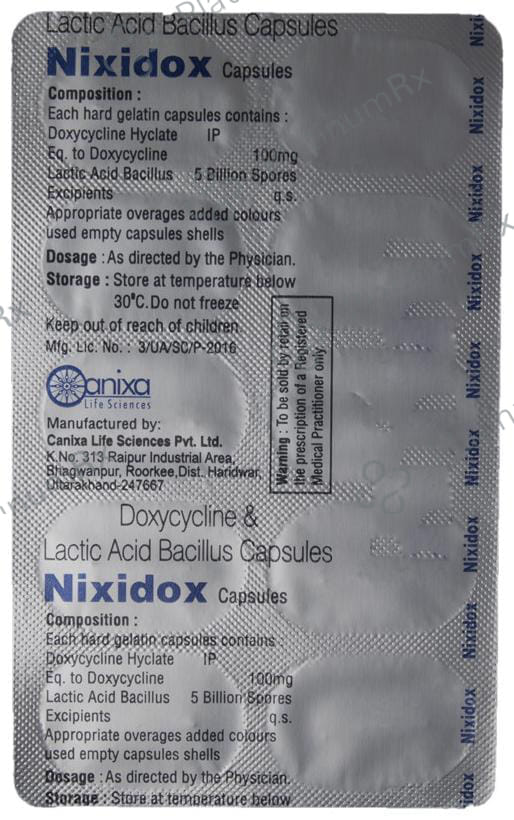 Lactic Acid Bacillus Capsules
Nixidox Capsules
Composition :
Each hard gelatin capsules contains :
Doxycycline Hyclate IP
Eq. to Doxycycline 100mg
Lactic Acid Bacillus 5 Billion Spores
Excipients q.s.
Appropriate overages added colours
used empty capsules shells
Dosage : As directed by the Physician.
Storage : Store at temperature below
30°C. Do not freeze
Keep out of reach of children.
Mfg. Lic. No. : 3/UA/SC/P-2016
Canixa
Life Sciences
Manufactured by:
Canixa Life Sciences Pvt. Ltd.
K.No. 313 Raipur Industrial Area,
Bhagwanpur, Roorkee, Dist. Haridwar,
Uttarakhand-247667
Warning : To be sold by retail on
the prescription of a Registered
Medical Practitioner only
Doxycycline &
Lactic Acid Bacillus Capsules
Nixidox Capsules
Composition :
Each hard gelatin capsules contains :
Doxycycline Hyclate IP
Eq. to Doxycycline 100mg
Lactic Acid Bacillus 5 Billion Spores
Excipients q.s.
Appropriate overages added colours
used empty capsules shells
Dosage : As directed by the Physician.
Storage : Store at temperature below
Nixi
Nixidox
Nixidox
Nixidox
Nixidox
Nixidox
Nixidox
Nixidox
Nixidox
Nixidox
idox